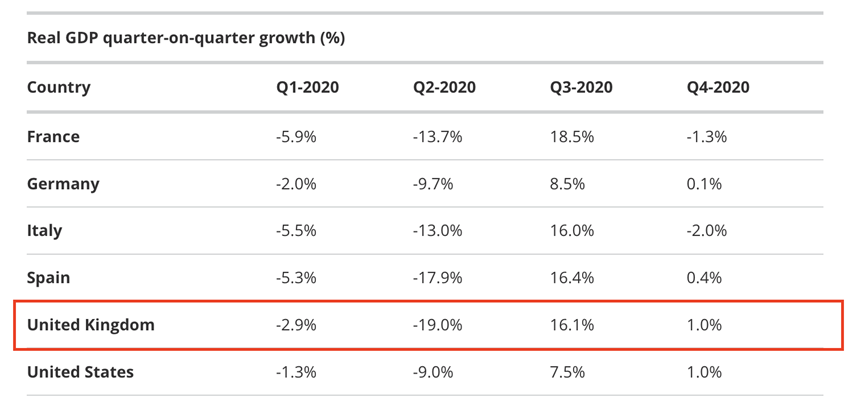 Real GDP quarter-on-quarter growth (%)
Country Q1-2020 Q2-2020 Q3-2020 Q4-2020
France -5.9% -13.7% 18.5% -1.3%
Germany -2.0% -9.7% 8.5% 0.1%
Italy -5.5% -13.0% 16.0% -2.0%
Spain -5.3% -17.9% 16.4% 0.4%
United Kingdom -2.9% -19.0% 16.1% 1.0%
United States -1.3% -9.0% 7.5% 1.0%